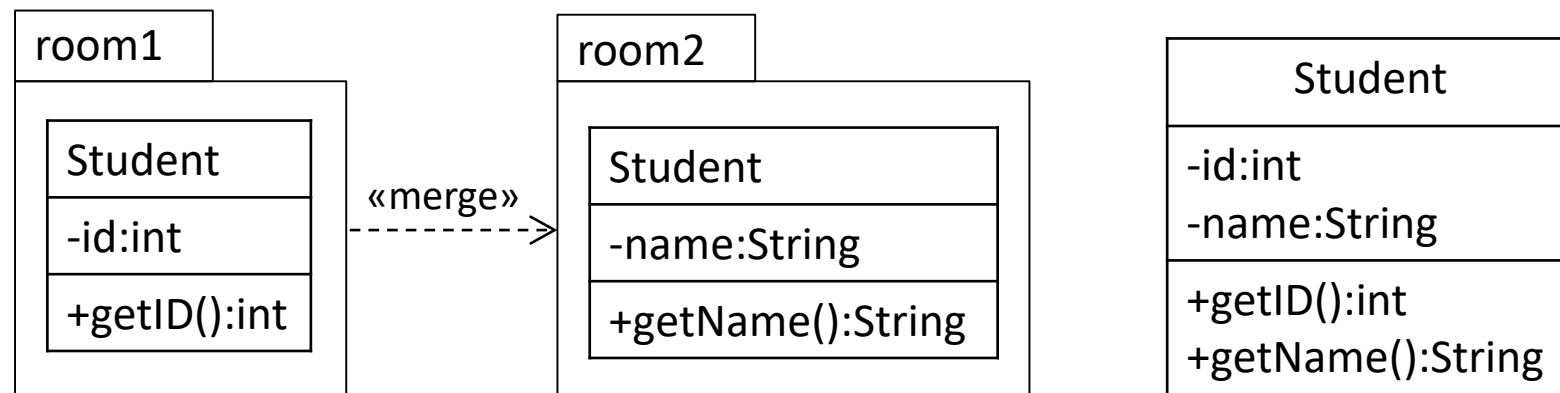 room1
Student
-id:int
+getID():int
«merge»
room2
Student
-name:String
+getName():String
Student
-id:int
-name:String
+getID():int
+getName():String